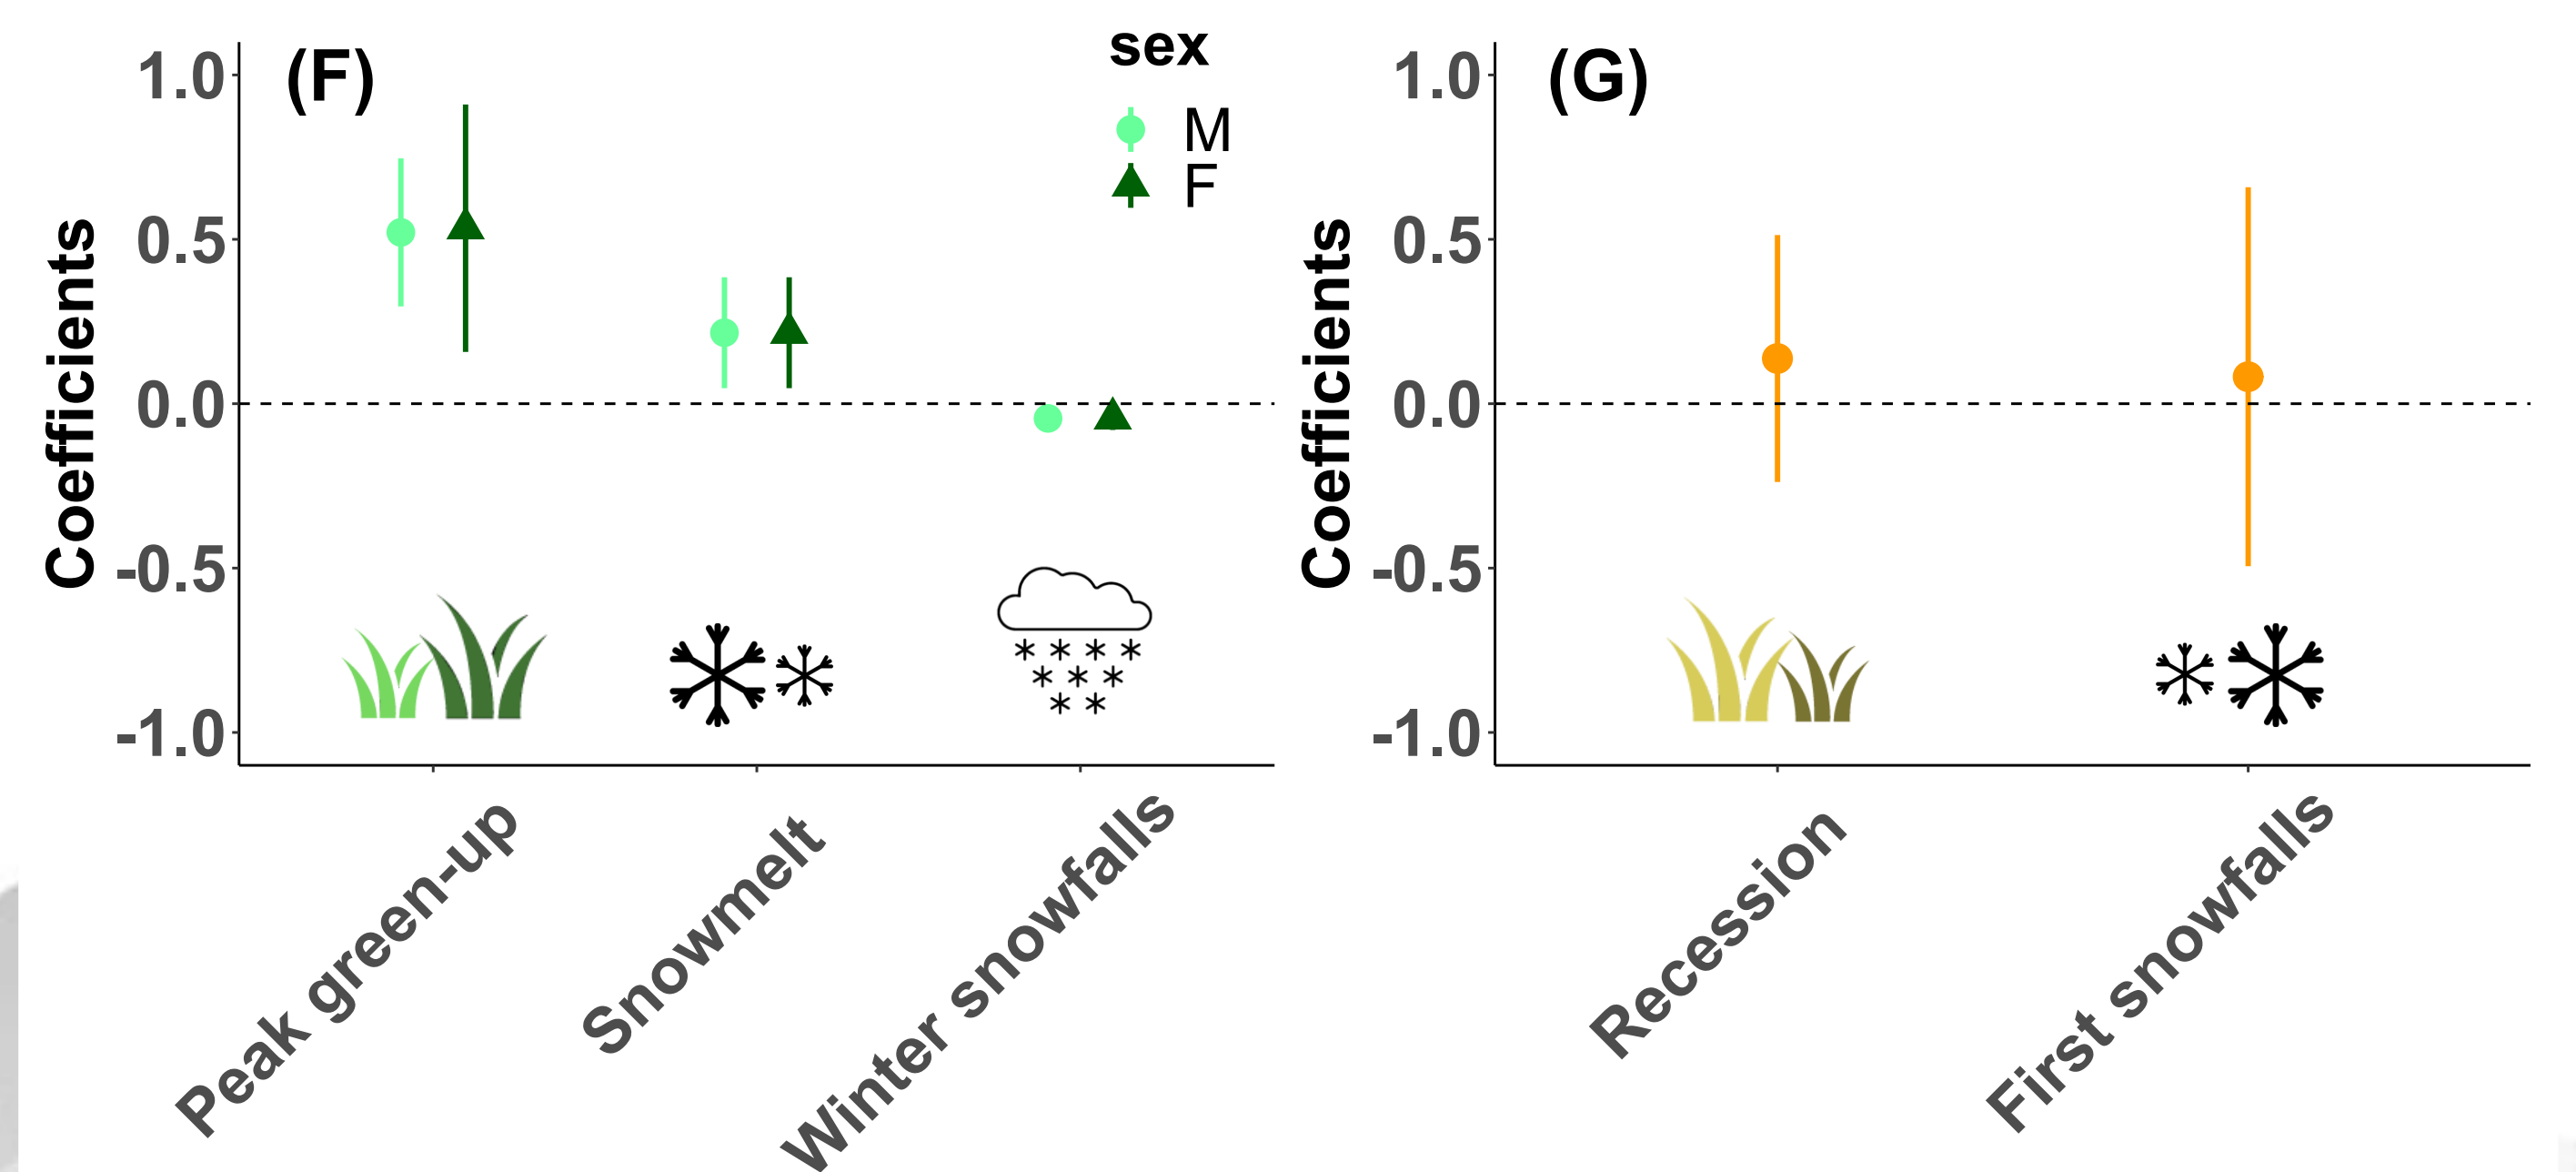 (F)
sex
M
F
Coefficients
1.0
0.5
0.0
-0.5
-1.0
Peak green-up
Snowmelt
Winter snowfalls
(G)
Coefficients
1.0
0.5
0.0
-0.5
-1.0
Recession
First snowfalls